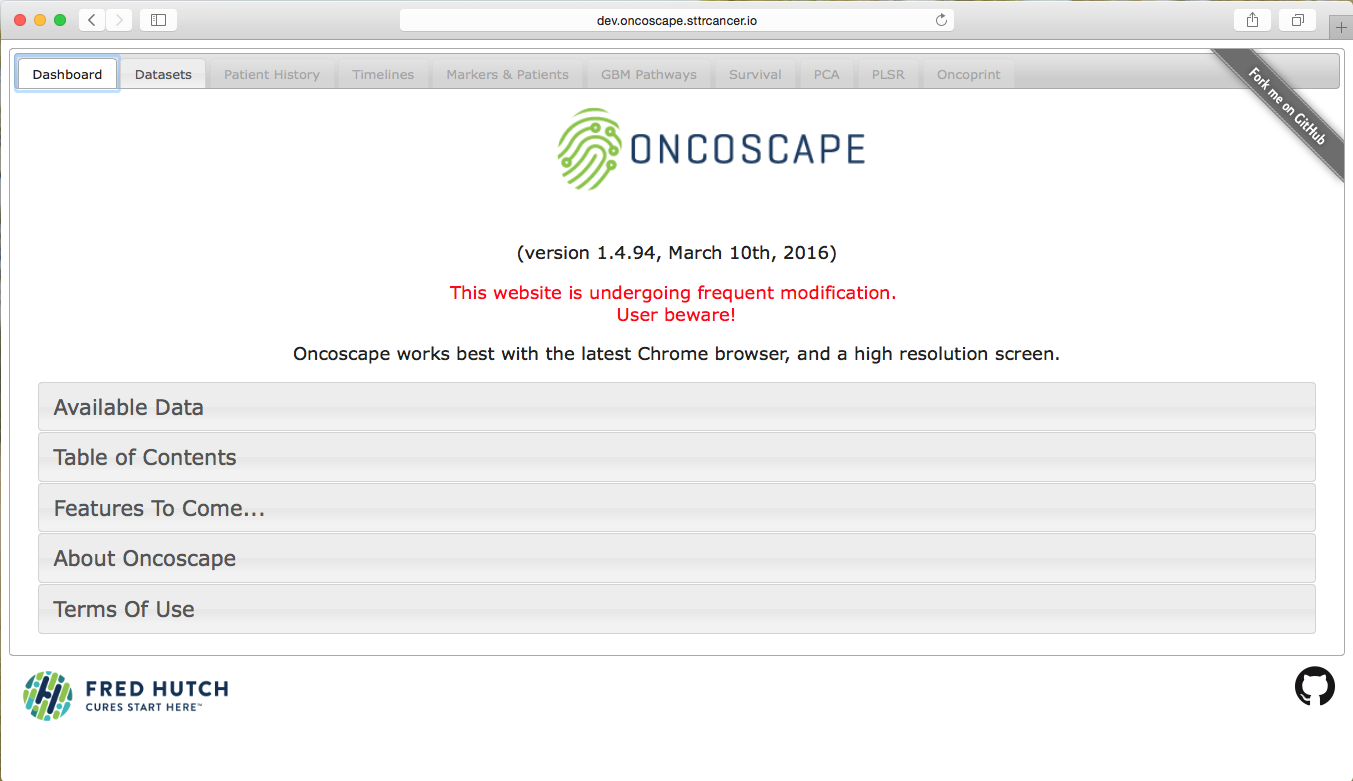 dev.oncoscape.sttrcancer.io
Dashboard
Datasets
Patient History
Timelines
Markers & Patients
GBM Pathways
Survival
PCA
PLSR
Oncoprint
Fork me on GitHub
ONCOSCAPE
(version 1.4.94, March 10th, 2016)
This website is undergoing frequent modification.
User beware!
Oncoscape works best with the latest Chrome browser, and a high resolution screen.
Available Data
Table of Contents
Features To Come...
About Oncoscape
Terms Of Use
FRED HUTCH
CURES START HERE™